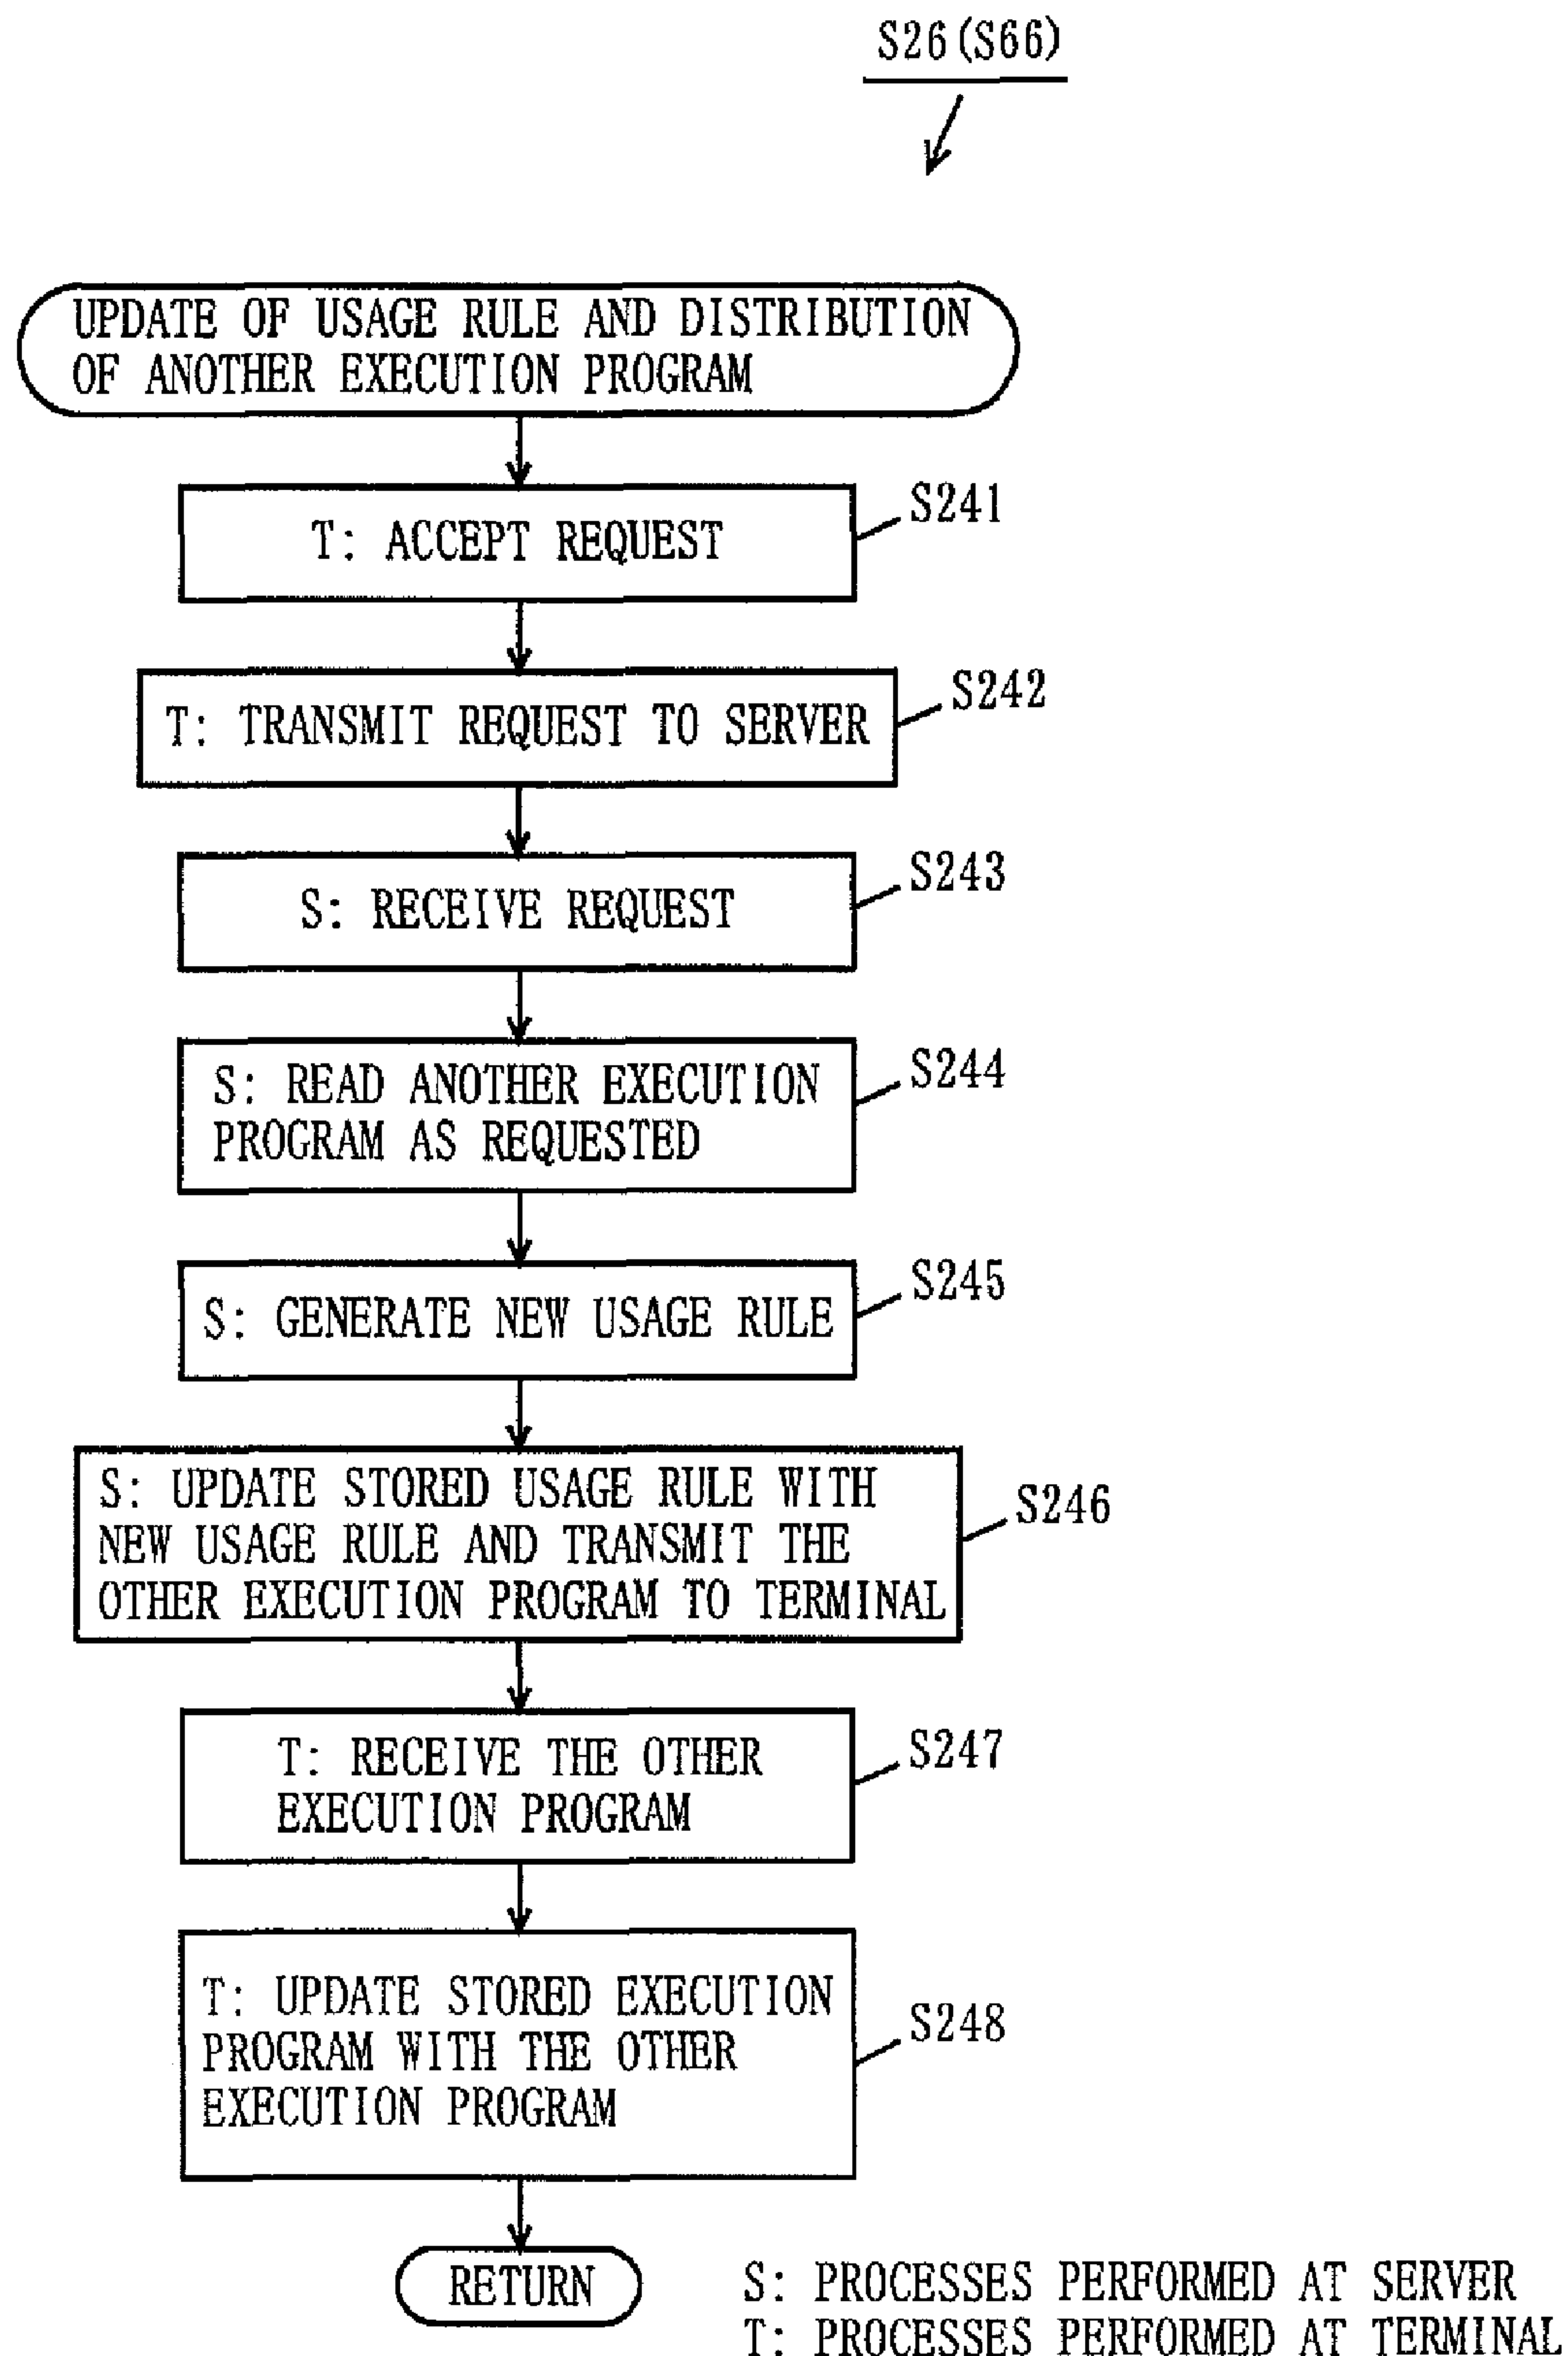 S26(S66)
UPDATE OF USAGE RULE AND DISTRIBUTION
OF ANOTHER EXECUTION PROGRAM
S241
T: ACCEPT REQUEST
S242
T: TRANSMIT REQUEST TO SERVER
S243
S: RECEIVE REQUEST
S244
S: READ ANOTHER EXECUTION
PROGRAM AS REQUESTED
S245
S: GENERATE NEW USAGE RULE
S246
S: UPDATE STORED USAGE RULE WITH
NEW USAGE RULE AND TRANSMIT THE
OTHER EXECUTION PROGRAM TO TERMINAL
S247
T: RECEIVE THE OTHER
EXECUTION PROGRAM
S248
T: UPDATE STORED EXECUTION
PROGRAM WITH THE OTHER
EXECUTION PROGRAM
RETURN
S: PROCESSES PERFORMED AT SERVER
T: PROCESSES PERFORMED AT TERMINAL